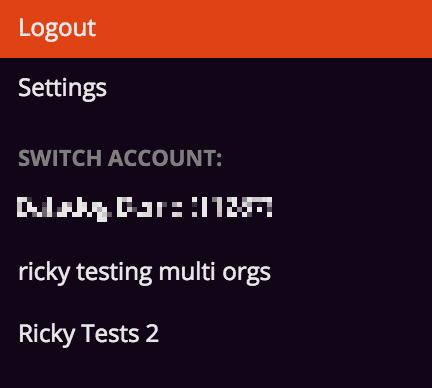 Logout
Settings
SWITCH ACCOUNT:
ricky testing multi orgs
Ricky Tests 2